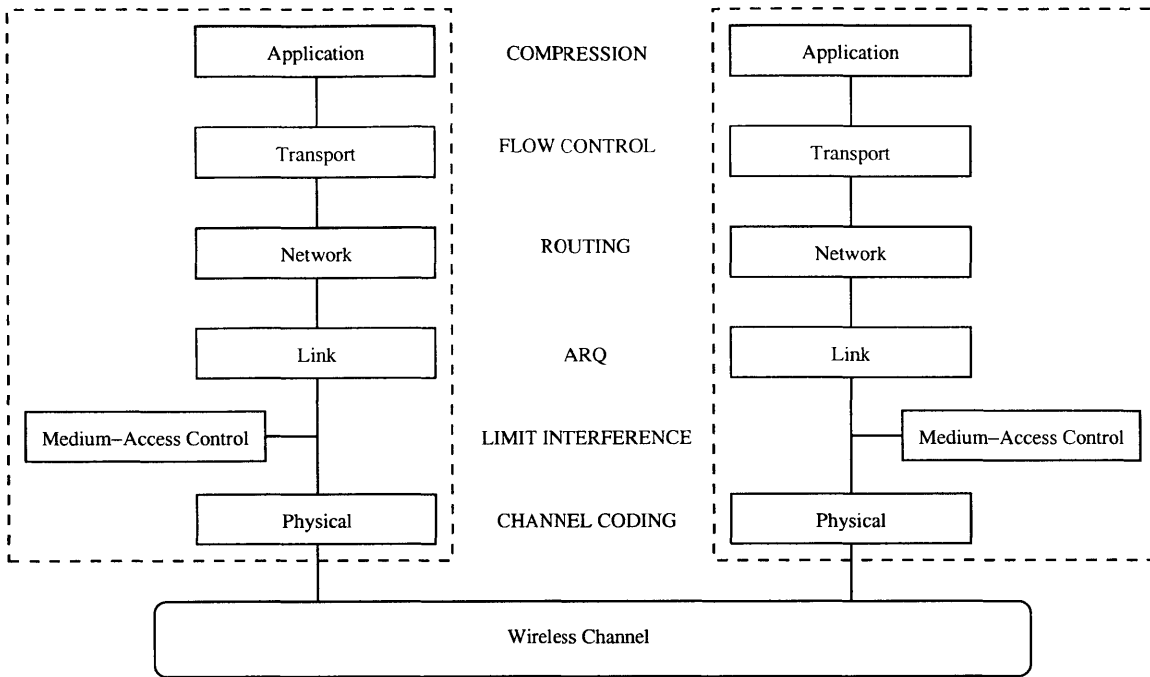 Application
COMPRESSION
Application
Transport
FLOW CONTROL
Transport
Network
ROUTING
Network
Link
ARQ
Link
Medium−Access Control
LIMIT INTERFERENCE
Medium−Access Control
Physical
CHANNEL CODING
Physical
Wireless Channel